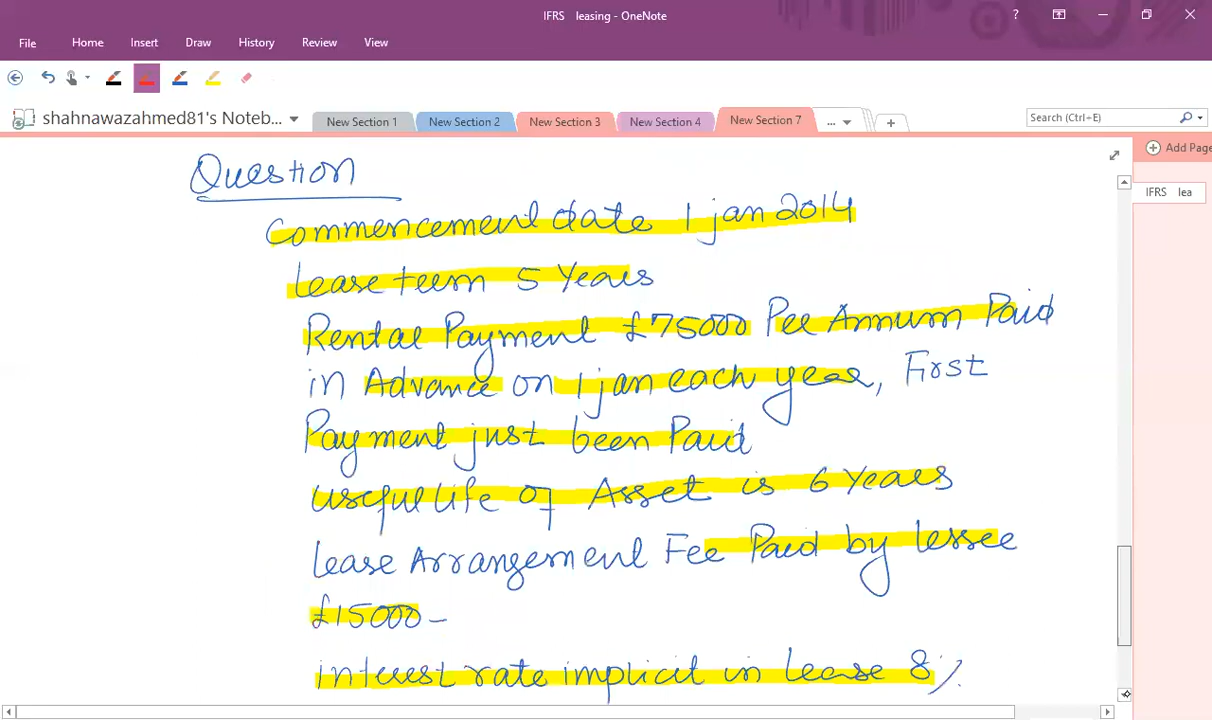 IFRS leasing - OneNote
?
File Home Insert Draw History Review View
shahnawazahmed81's Noteb... New Section 1 New Section 2 New Section 3 New Section 4 New Section 7 ... + Search (Ctrl+E)
Add Page
IFRS lea
Question
Commencement date 1 jan 2014
lease term 5 Years
Rental Payment £75000 Per Annum Paid
in Advance on 1 jan each year, First
Payment just been Paid
useful life of Asset is 6 Years
lease Arrangement Fee Paid by lessee
£15000-
interest rate implicit in lease 8%